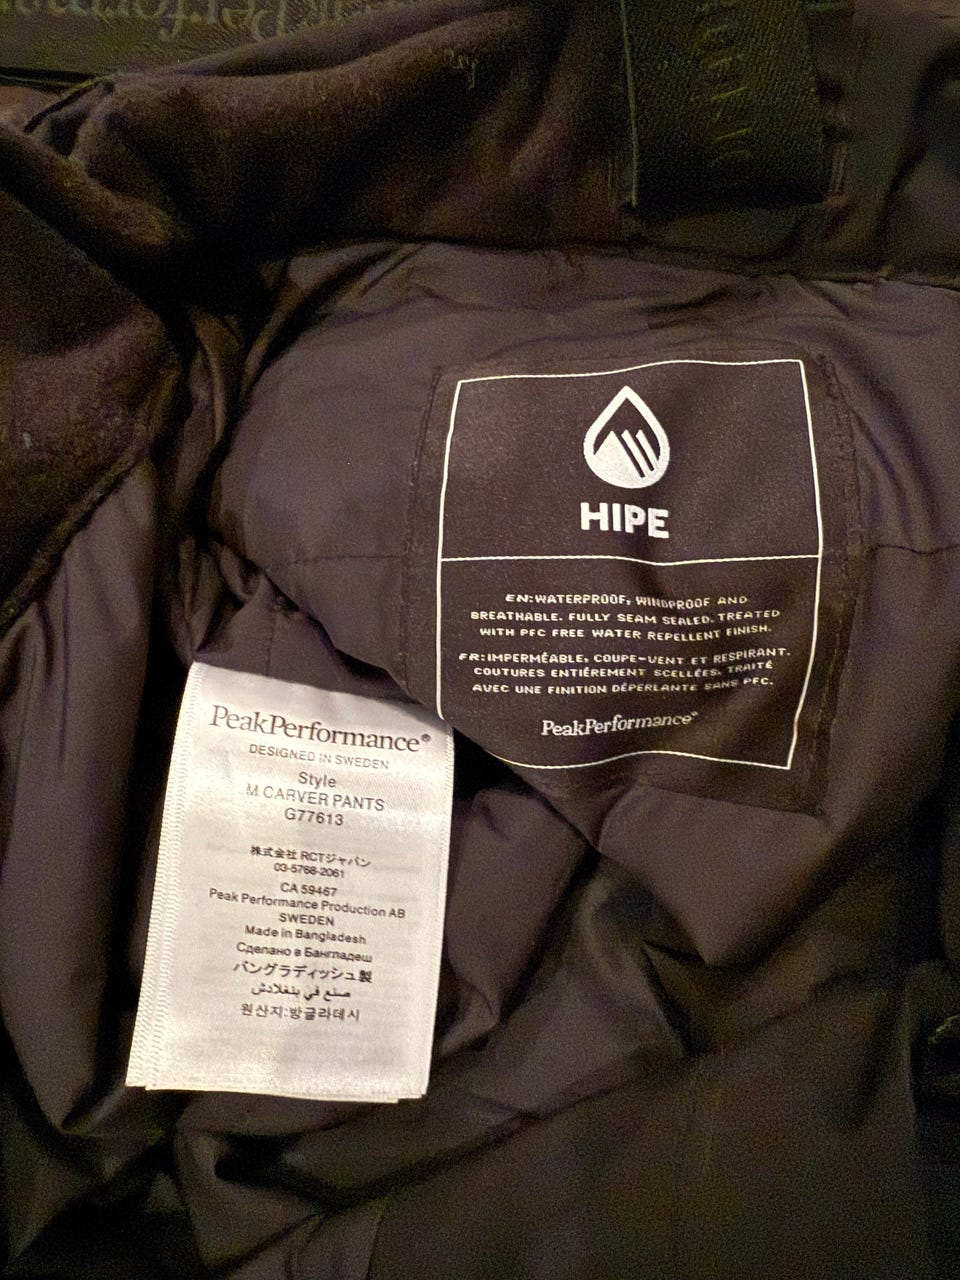 HIPE
EN: WATERPROOF, WINDPROOF AND
BREATHABLE. FULLY SEAM SEALED. TREATED
WITH PFC FREE WATER REPELLENT FINISH.
FR: IMPERMÉABLE, COUPE-VENT ET RESPIRANT.
COUTURES ENTIÈREMENT SCELLÉES. TRAITÉ
AVEC UNE FINITION DÉPERLANTE SANS PFC.
PeakPerformance®
PeakPerformance®
DESIGNED IN SWEDEN
Style
M CARVER PANTS
G77613
株式会社 RCTジャパン
03-5768-2061
CA 59467
Peak Performance Production AB
SWEDEN
Made in Bangladesh
Сделано в Бангладеш
バングラディッシュ製
صنع في بنغلادش
원산지:방글라데시